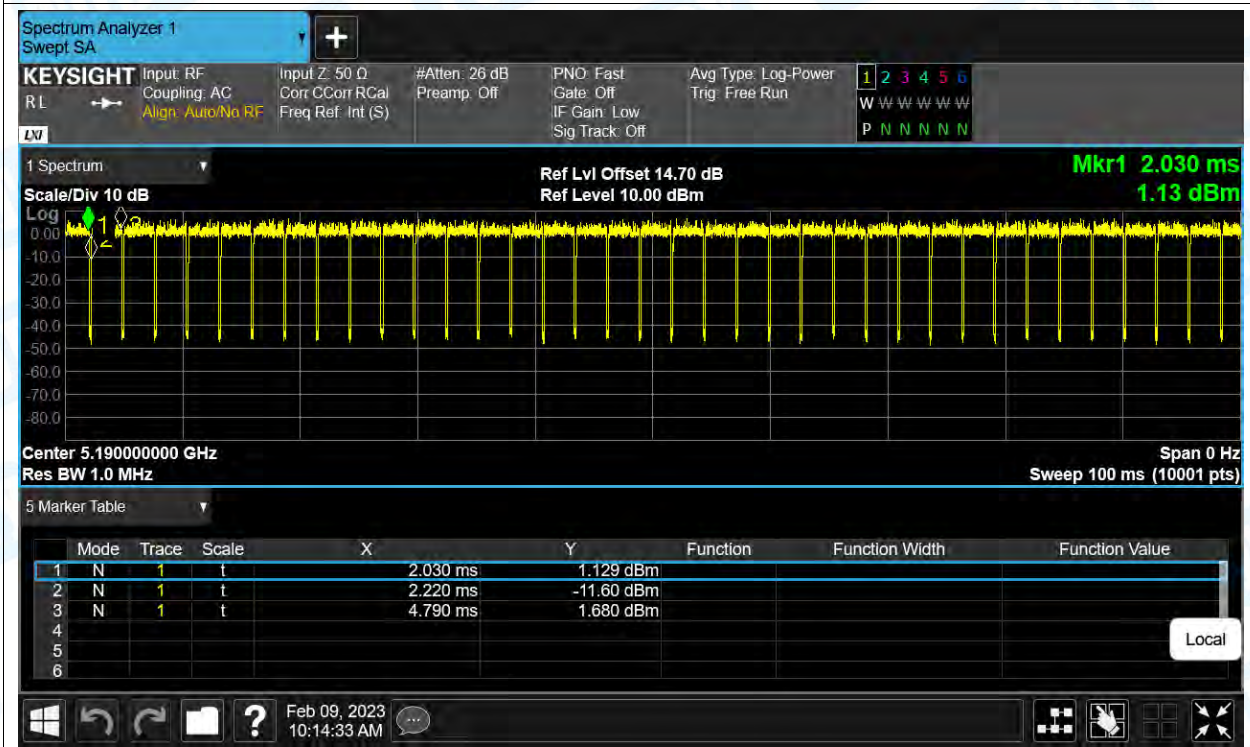 Spectrum Analyzer 1
Swept SA
+
KEYSIGHT Input: RF Input Z: 50 Ω #Atten: 26 dB PNO: Fast Avg Type: Log-Power 1 2 3 4 5 6
R L Coupling: AC Corr CCorr RCal Preamp: Off Gate: Off Trig: Free Run W W W W W W
Align: Auto/No RF Freq Ref: Int (S) IF Gain: Low P N N N N N
LXI Sig Track: Off
1 Spectrum Ref Lvl Offset 14.70 dB Mkr1 2.030 ms
Scale/Div 10 dB Ref Level 10.00 dBm 1.13 dBm
Log
1 2 3
0.00
-10.0
-20.0
-30.0
-40.0
-50.0
-60.0
-70.0
-80.0
Center 5.190000000 GHz Span 0 Hz
Res BW 1.0 MHz Sweep 100 ms (10001 pts)
5 Marker Table
Mode Trace Scale X Y Function Function Width Function Value
1 N 1 t 2.030 ms 1.129 dBm
2 N 1 t 2.220 ms -11.60 dBm
3 N 1 t 4.790 ms 1.680 dBm
4
5
6
Local
? Feb 09, 2023
10:14:33 AM